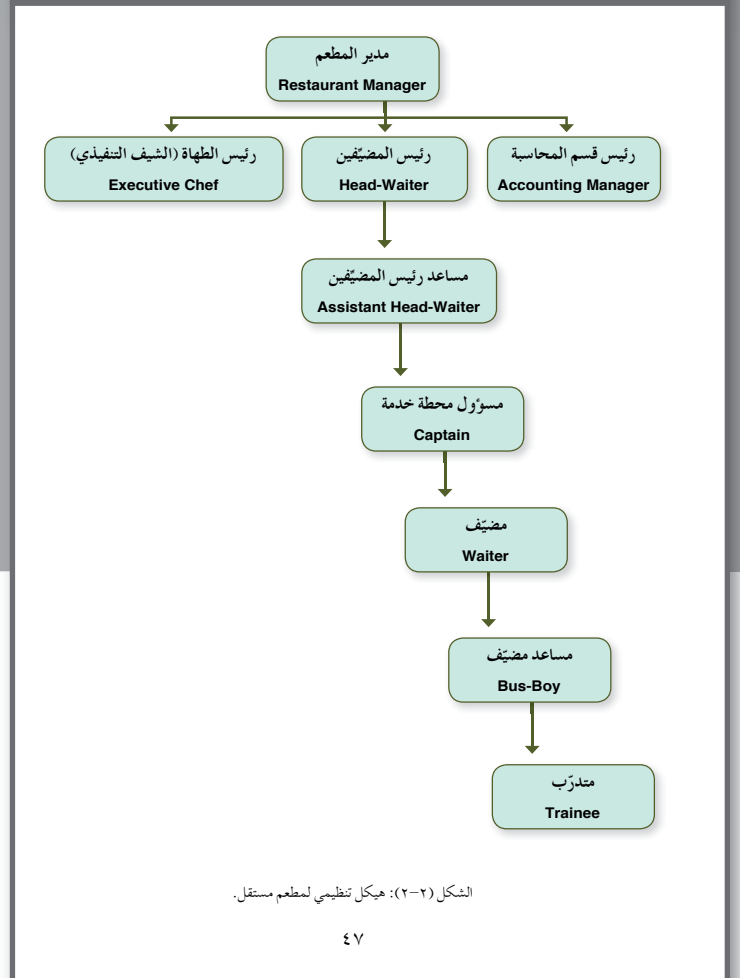 مدير المطعم
Restaurant Manager
رئيس قسم المحاسبة
Accounting Manager
رئيس المضيّفين
Head-Waiter
رئيس الطهاة (الشيف التنفيذي)
Executive Chef
مساعد رئيس المضيّفين
Assistant Head-Waiter
مسؤول محطة خدمة
Captain
مضيّف
Waiter
مساعد مضيّف
Bus-Boy
متدرّب
Trainee
الشكل (٢-٢): هيكل تنظيمي لمطعم مستقل.
٤٧